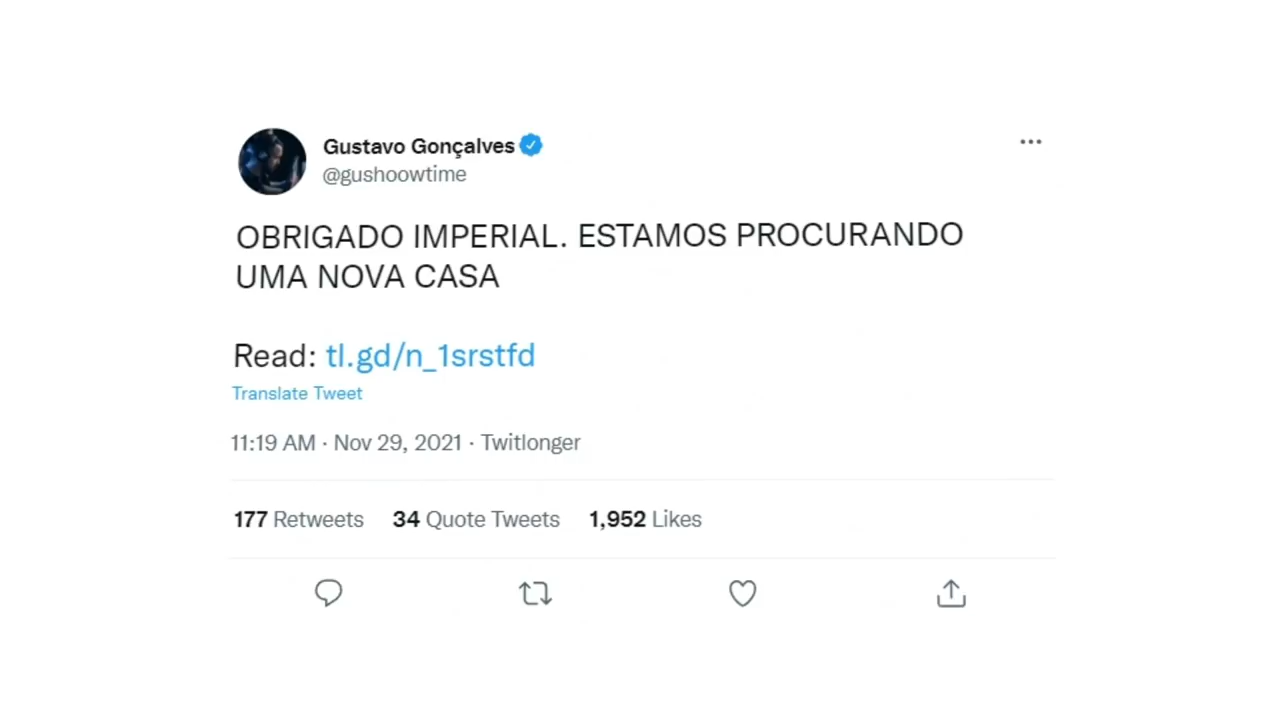 Gustavo Gonçalves
@gushoowtime
OBRIGADO IMPERIAL. ESTAMOS PROCURANDO
UMA NOVA CASA
Read: tl.gd/n_1srstfd
Translate Tweet
11:19 AM · Nov 29, 2021 · Twitlonger
177 Retweets 34 Quote Tweets 1,952 Likes